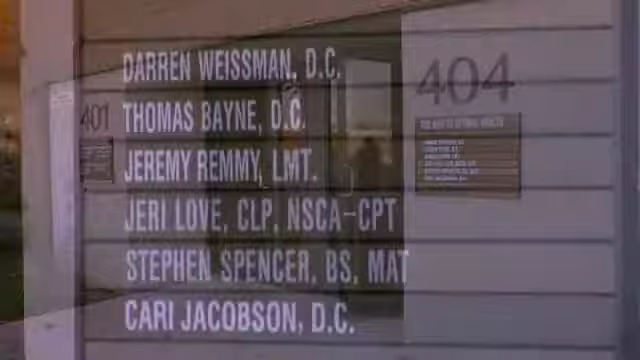 DARREN WEISSMAN, D.C.
404
401
THOMAS BAYNE, D.C.
JEREMY REMMY, LMT.
JERI LOVE, CLP, NSCA-CPT
STEPHEN SPENCER, BS, MAT
CARI JACOBSON, D.C.